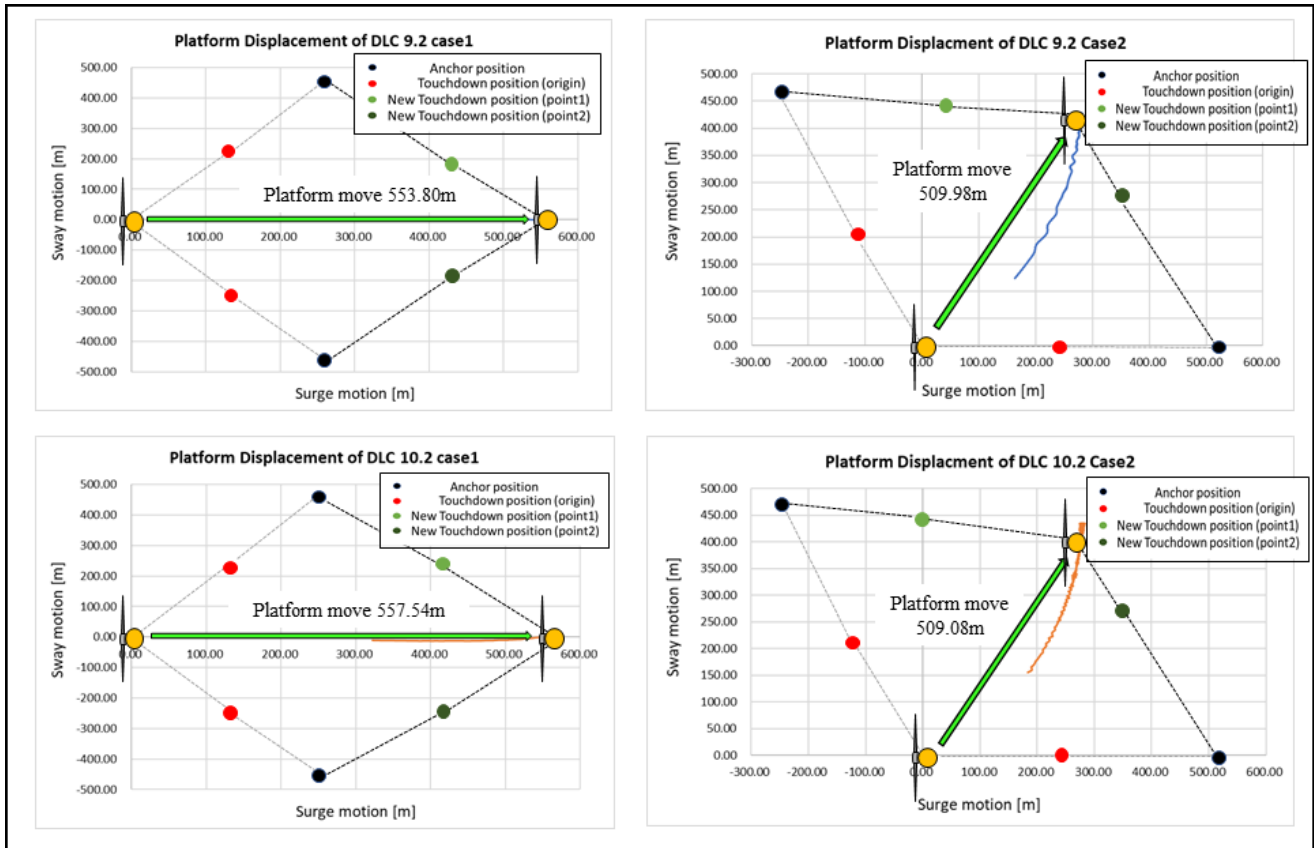 Platform Displacement of DLC 9.2 case1
Anchor position
Touchdown position (origin)
New Touchdown position (point1)
New Touchdown position (point2)
500.00
400.00
300.00
200.00
100.00
0.00
-100.00
-200.00
-300.00
-400.00
-500.00
Sway motion [m]
Platform move 553.80m
0.00 100.00 200.00 300.00 400.00 500.00 600.00
Surge motion [m]
Platform Displacment of DLC 9.2 Case2
Anchor position
Touchdown position (origin)
New Touchdown position (point1)
New Touchdown position (point2)
500.00
450.00
400.00
350.00
300.00
250.00
200.00
150.00
100.00
50.00
0.00
Sway motion [m]
Platform move
509.98m
-300.00 -200.00 -100.00 0.00 100.00 200.00 300.00 400.00 500.00 600.00
Surge motion [m]
Platform Displacement of DLC 10.2 case1
Anchor position
Touchdown position (origin)
New Touchdown position (point1)
New Touchdown position (point2)
500.00
400.00
300.00
200.00
100.00
0.00
-100.00
-200.00
-300.00
-400.00
-500.00
Sway motion [m]
Platform move 557.54m
0.00 100.00 200.00 300.00 400.00 500.00 600.00
Surge motion [m]
Platform Displacment of DLC 10.2 Case2
Anchor position
Touchdown position (origin)
New Touchdown position (point1)
New Touchdown position (point2)
500.00
450.00
400.00
350.00
300.00
250.00
200.00
150.00
100.00
50.00
0.00
Sway motion [m]
Platform move
509.08m
-300.00 -200.00 -100.00 0.00 100.00 200.00 300.00 400.00 500.00 600.00
Surge motion [m]